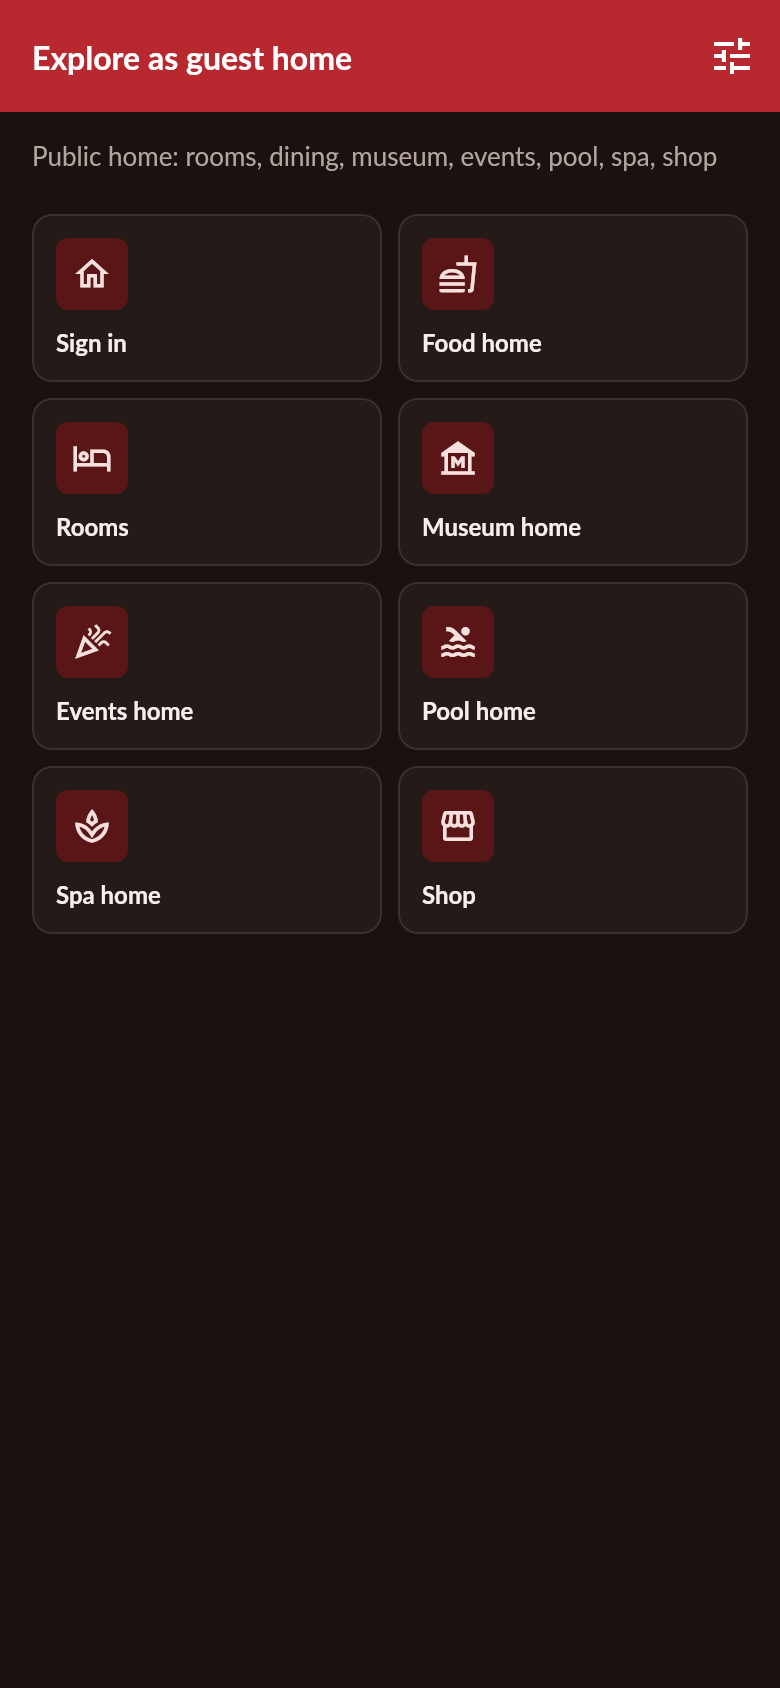 Explore as guest home
Public home: rooms, dining, museum, events, pool, spa, shop
Sign in
Food home
Rooms
M
Museum home
Events home
Pool home
Spa home
Shop